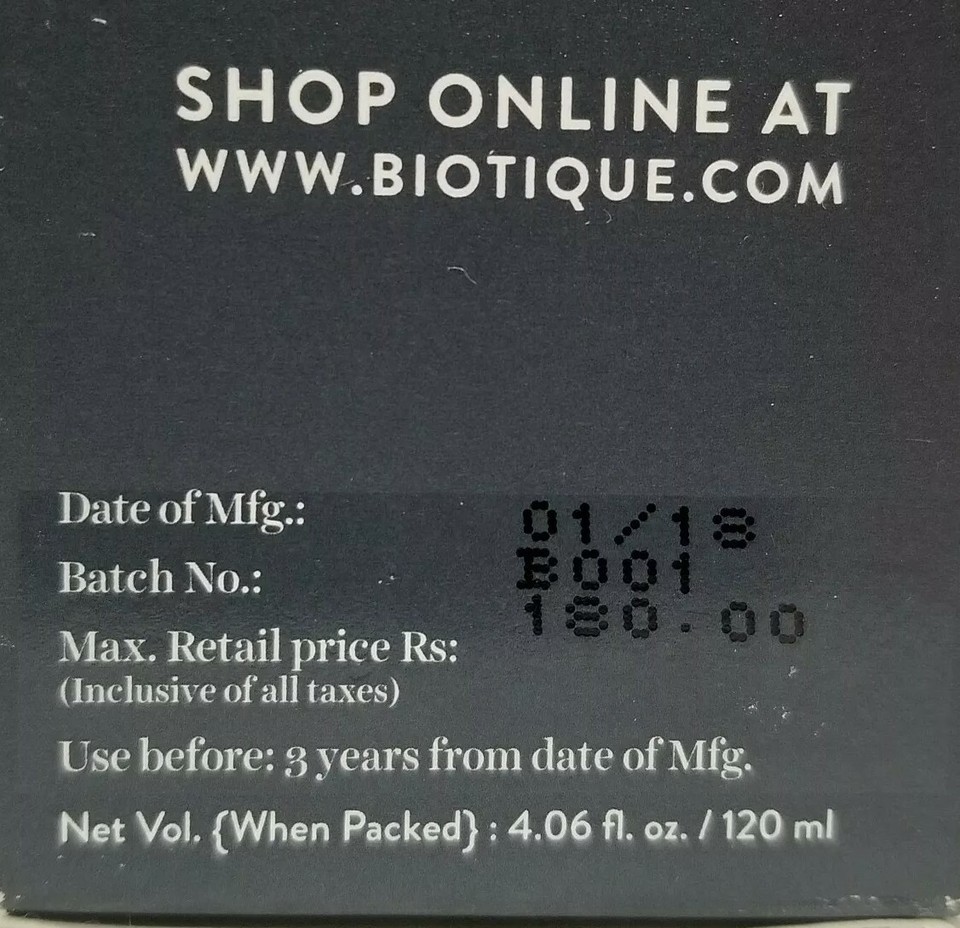 SHOP ONLINE AT
WWW.BIOTIQUE.COM
Date of Mfg.: 01/18
Batch No.: B001
Max. Retail price Rs: 180.00
(Inclusive of all taxes)
Use before: 3 years from date of Mfg.
Net Vol. {When Packed} : 4.06 fl. oz. / 120 ml